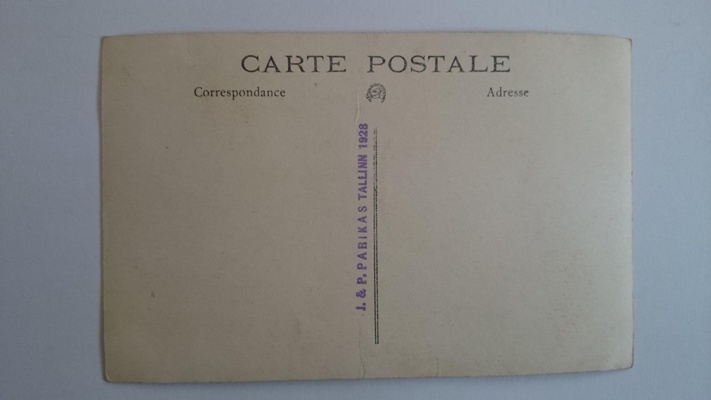 CARTE POSTALE
Correspondance
Adresse
J. & P. PARIKAS TALLINN 1928